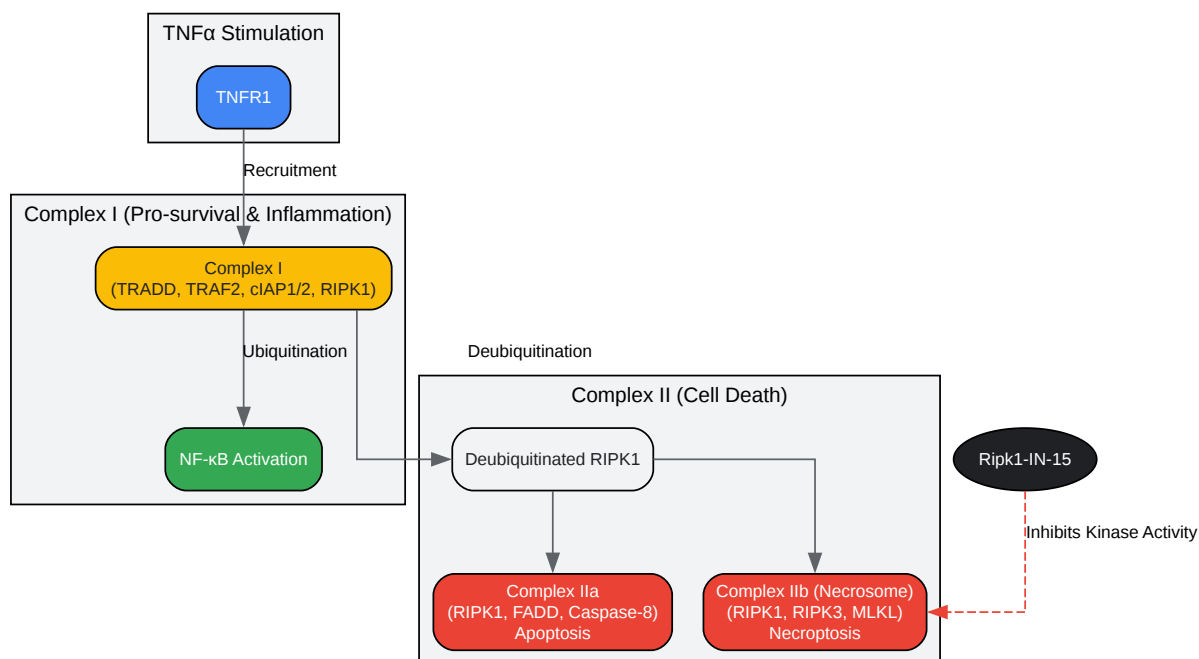 TNFα Stimulation
TNFR1
Recruitment
Complex I (Pro-survival & Inflammation)
Complex I
(TRADD, TRAF2, cIAP1/2, RIPK1)
Ubiquitination
Deubiquitination
Complex II (Cell Death)
NF-κB Activation
Deubiquitinated RIPK1
Ripk1-IN-15
Inhibits Kinase Activity
Complex IIa
(RIPK1, FADD, Caspase-8)
Apoptosis
Complex IIb (Necrosome)
(RIPK1, RIPK3, MLKL)
Necroptosis